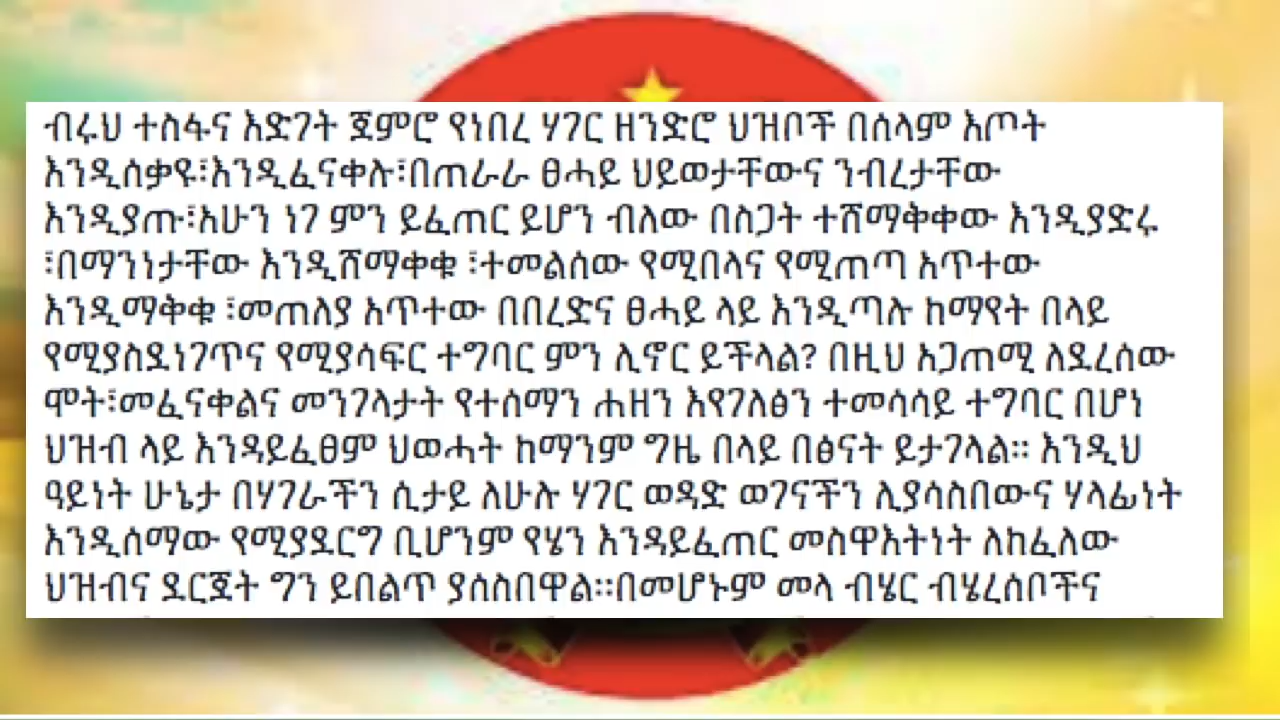 ብሩህ ተስፋና እድገት ጀምሮ የነበረ ሃገር ዘንድሮ ህዝቦች በሰላም እጦት
እንዲሰቃዩ፣እንዲፈናቀሉ፣በጠራራ ፀሓይ ህይወታቸውና ንብረታቸው
እንዲያጡ፣አሁን ነገ ምን ይፈጠር ይሆን ብለው በስጋት ተሸማቅቀው እንዲያድሩ
፣በማንነታቸው እንዲሸማቀቁ ፣ተመልሰው የሚበላና የሚጠጣ አጥተው
እንዲማቅቁ ፣መጠለያ አጥተው በበረድና ፀሓይ ላይ እንዲጣሉ ከማየት በላይ
የሚያስደነገጥና የሚያሳፍር ተግባር ምን ሊኖር ይችላል? በዚህ አጋጠሚ ለደረሰው
ሞት፣መፈናቀልና መንገላታት የተሰማን ሐዘን እየገለፅን ተመሳሳይ ተግባር በሆነ
ህዝብ ላይ እንዳይፈፀም ህወሓት ከማንም ግዜ በላይ በፅናት ይታገላል። እንዲህ
ዓይነት ሁኔታ በሃገራችን ሲታይ ለሁሉ ሃገር ወዳድ ወገናችን ሊያሳስበውና ሃላፊነት
እንዲሰማው የሚያደርግ ቢሆንም የሄን እንዳይፈጠር መስዋእትነት ለከፈለው
ህዝብና ደርጀት ግን ይበልጥ ያሰስበዋል።በመሆኑም መላ ብሄር ብሄረሰቦችና